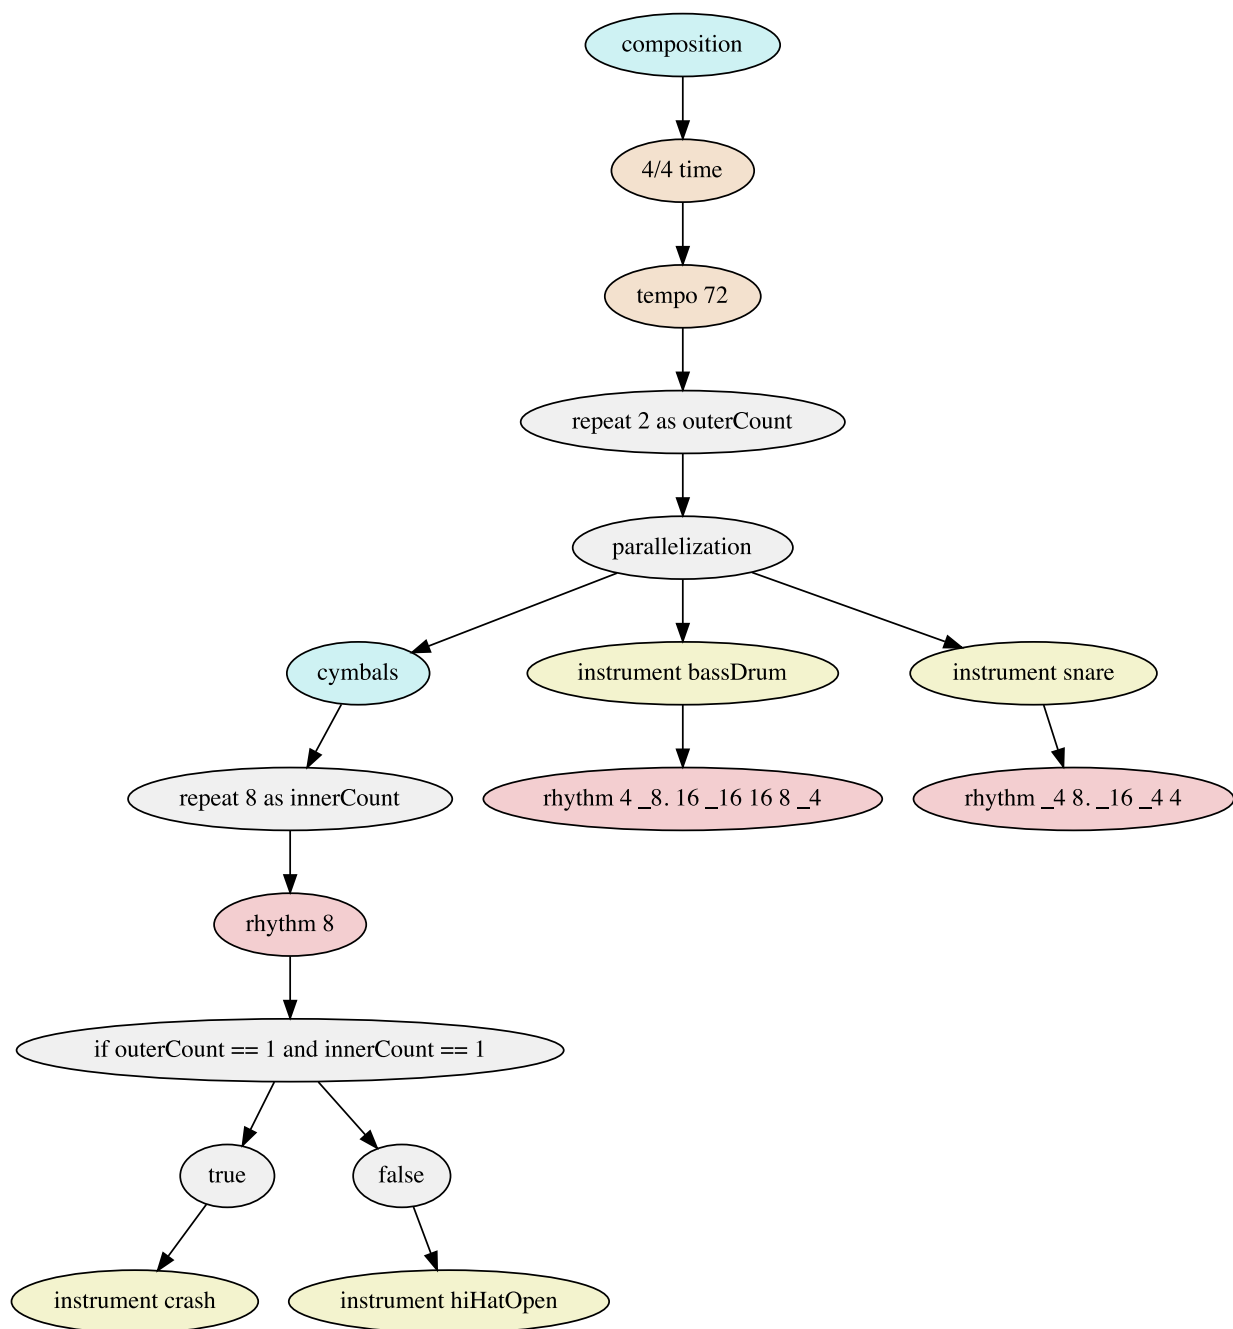 composition
4/4 time
tempo 72
repeat 2 as outerCount
parallelization
cymbals
instrument bassDrum
instrument snare
repeat 8 as innerCount
rhythm 4 _8. 16 _16 16 8 _4
rhythm _4 8. _16 _4 4
rhythm 8
if outerCount == 1 and innerCount == 1
true
false
instrument crash
instrument hiHatOpen